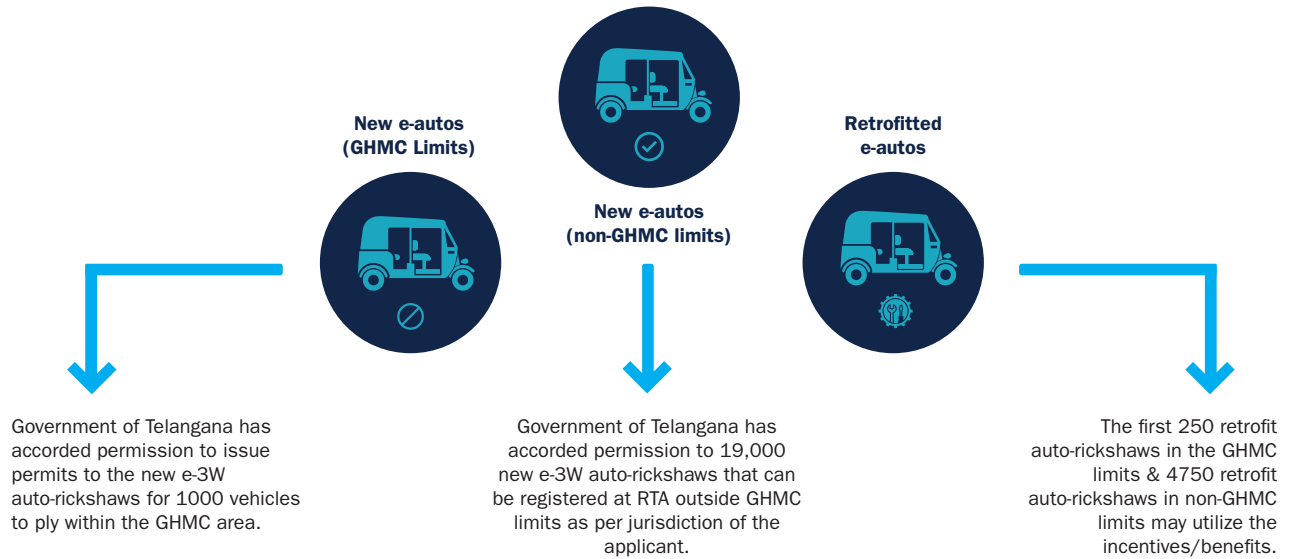 New e-autos
(GHMC Limits)
New e-autos
(non-GHMC limits)
Retrofitted
e-autos
Government of Telangana has
accorded permission to issue
permits to the new e-3W
auto-rickshaws for 1000 vehicles
to ply within the GHMC area.
Government of Telangana has
accorded permission to 19,000
new e-3W auto-rickshaws that can
be registered at RTA outside GHMC
limits as per jurisdiction of the
applicant.
The first 250 retrofit
auto-rickshaws in the GHMC
limits & 4750 retrofit
auto-rickshaws in non-GHMC
limits may utilize the
incentives/benefits.